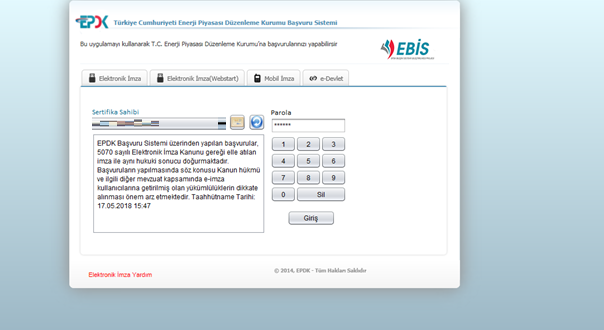 EPDK Türkiye Cumhuriyeti Enerji Piyasası Düzenleme Kurumu Başvuru Sistemi
Bu uygulamayı kullanarak T.C. Enerji Piyasası Düzenleme Kurumu'na başvurularınızı yapabilirsir
EBİS
Elektronik İmza Elektronik İmza(Webstart) Mobil İmza e-Devlet
Sertifika Sahibi Parola
******
EPDK Başvuru Sistemi üzerinden yapılan başvurular,
5070 sayılı Elektronik İmza Kanunu gereği elle atılan
imza ile aynı hukuki sonucu doğurmaktadır.
Başvuruların yapılmasında söz konusu Kanun hükmü
ve ilgili diğer mevzuat kapsamında e-imza
kullanıcılarına getirilmiş olan yükümlülüklerin dikkate
alınması önem arz etmektedir. Taahhütname Tarihi:
17.05.2018 15:47
1 2 3
4 5 6
7 8 9
0 Sil
Giriş
Elektronik İmza Yardım
© 2014, EPDK - Tüm Hakları Saklıdır